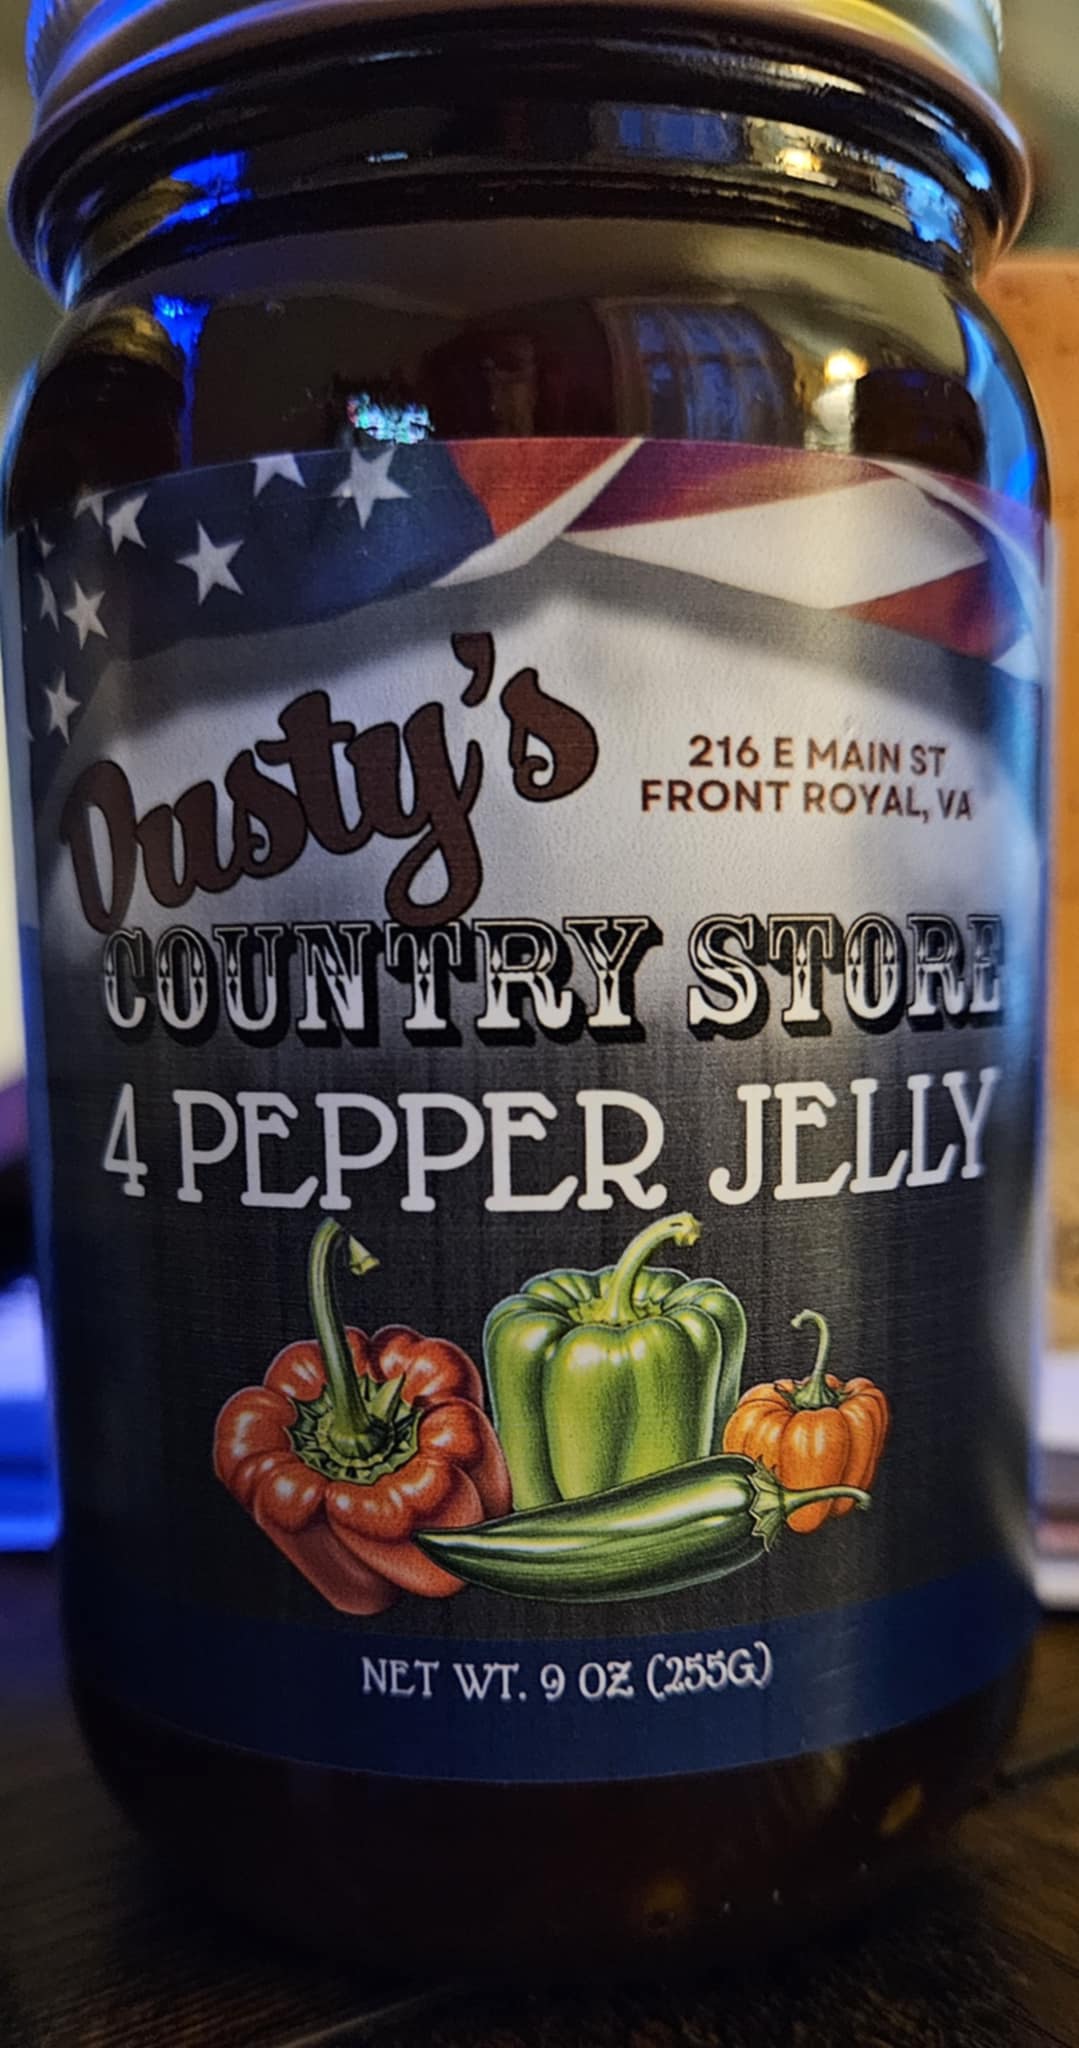 Dusty's
216 E MAIN ST
FRONT ROYAL, VA
COUNTRY STORE
4 PEPPER JELLY
NET WT. 9 OZ (255G)